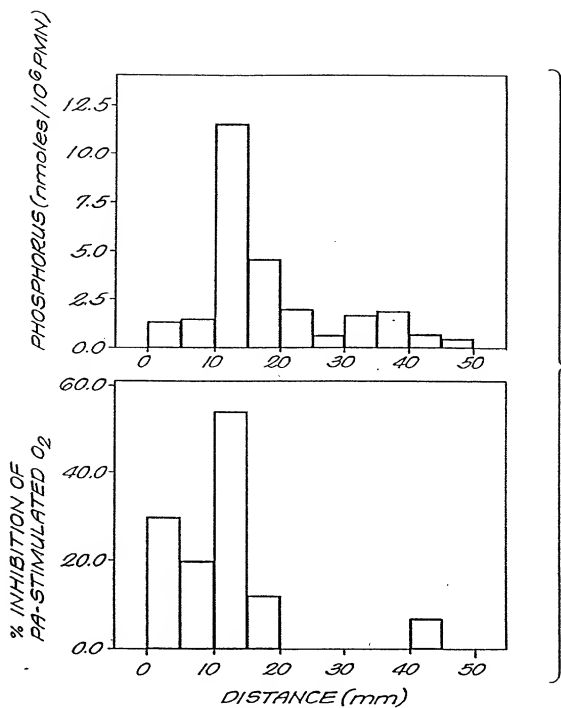 PHOSPHORUS (nmoles/10⁶ PMN)
12.5
10.0
7.5
5.0
2.5
0.0
0 10 20 30 40 50
% INHIBITION OF
PA-STIMULATED O₂
60.0
40.0
20.0
0.0
0 10 20 30 40 50
DISTANCE (mm)